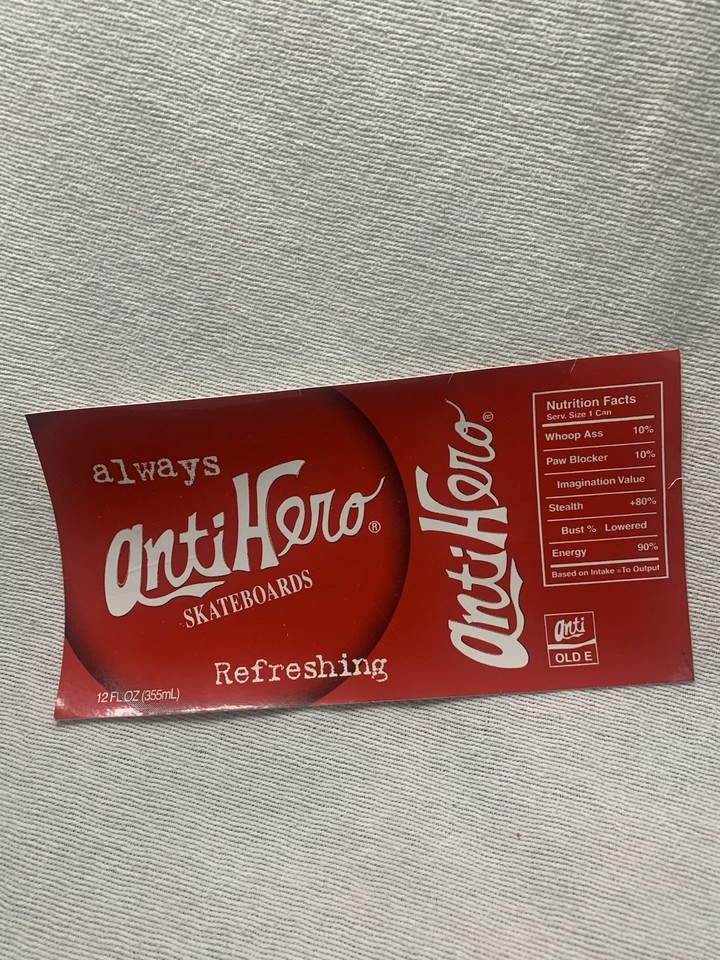 always
antiHero®
SKATEBOARDS
Refreshing
12 FL OZ (355mL)
antiHero®
Nutrition Facts
Serv. Size 1 Can
Whoop Ass 10%
Paw Blocker 10%
Imagination Value
Stealth +80%
Bust % Lowered
Energy 90%
Based on Intake =To Output
anti
OLD E